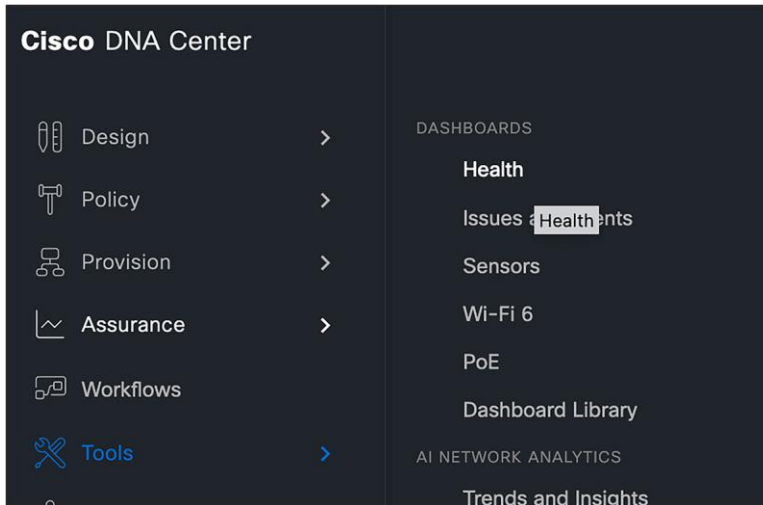 Cisco DNA Center
Design
Policy
Provision
Assurance
Workflows
Tools
DASHBOARDS
Health
Issues a
Health
nts
Sensors
Wi-Fi 6
PoE
Dashboard Library
AI NETWORK ANALYTICS
Trends and Insights